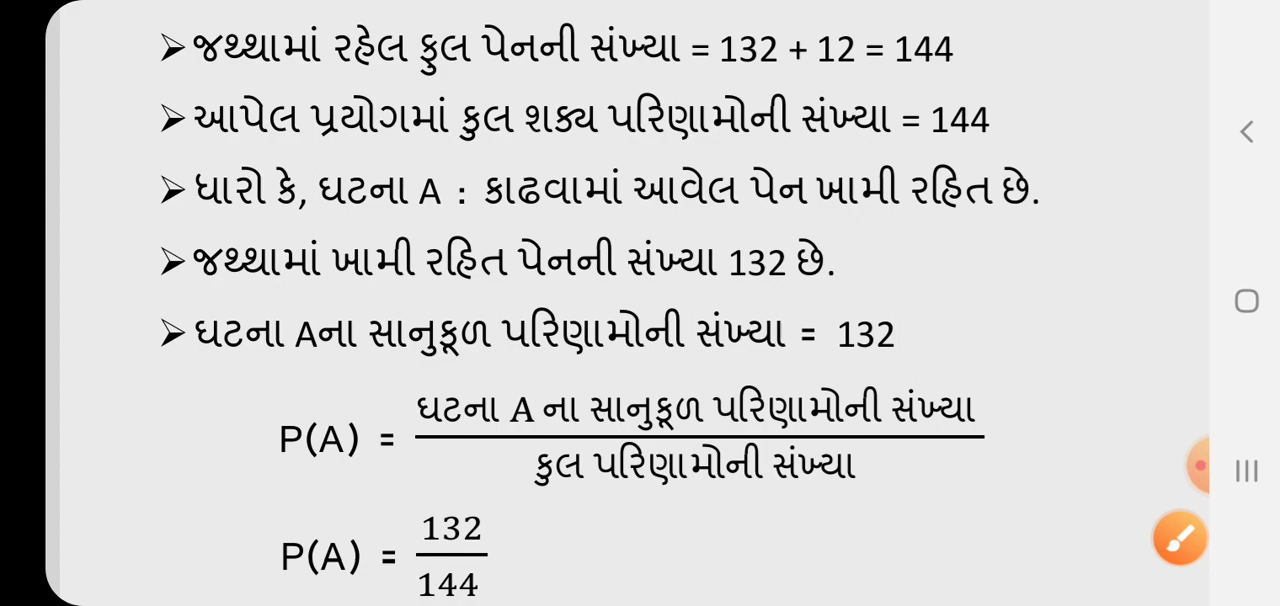 ➢જથ્થામાં રહેલ કુલ પેનની સંખ્યા = 132 + 12 = 144
➢આપેલ પ્રયોગમાં કુલ શક્ય પરિણામોની સંખ્યા = 144
➢ધારો કે, ઘટના A : કાઢવામાં આવેલ પેન ખામી રહિત છે.
➢જથ્થામાં ખામી રહિત પેનની સંખ્યા 132 છે.
➢ઘટના Aના સાનુકૂળ પરિણામોની સંખ્યા = 132
ઘટના A ના સાનુકૂળ પરિણામોની સંખ્યા
P(A) =
કુલ પરિણામોની સંખ્યા
132
P(A) =
144